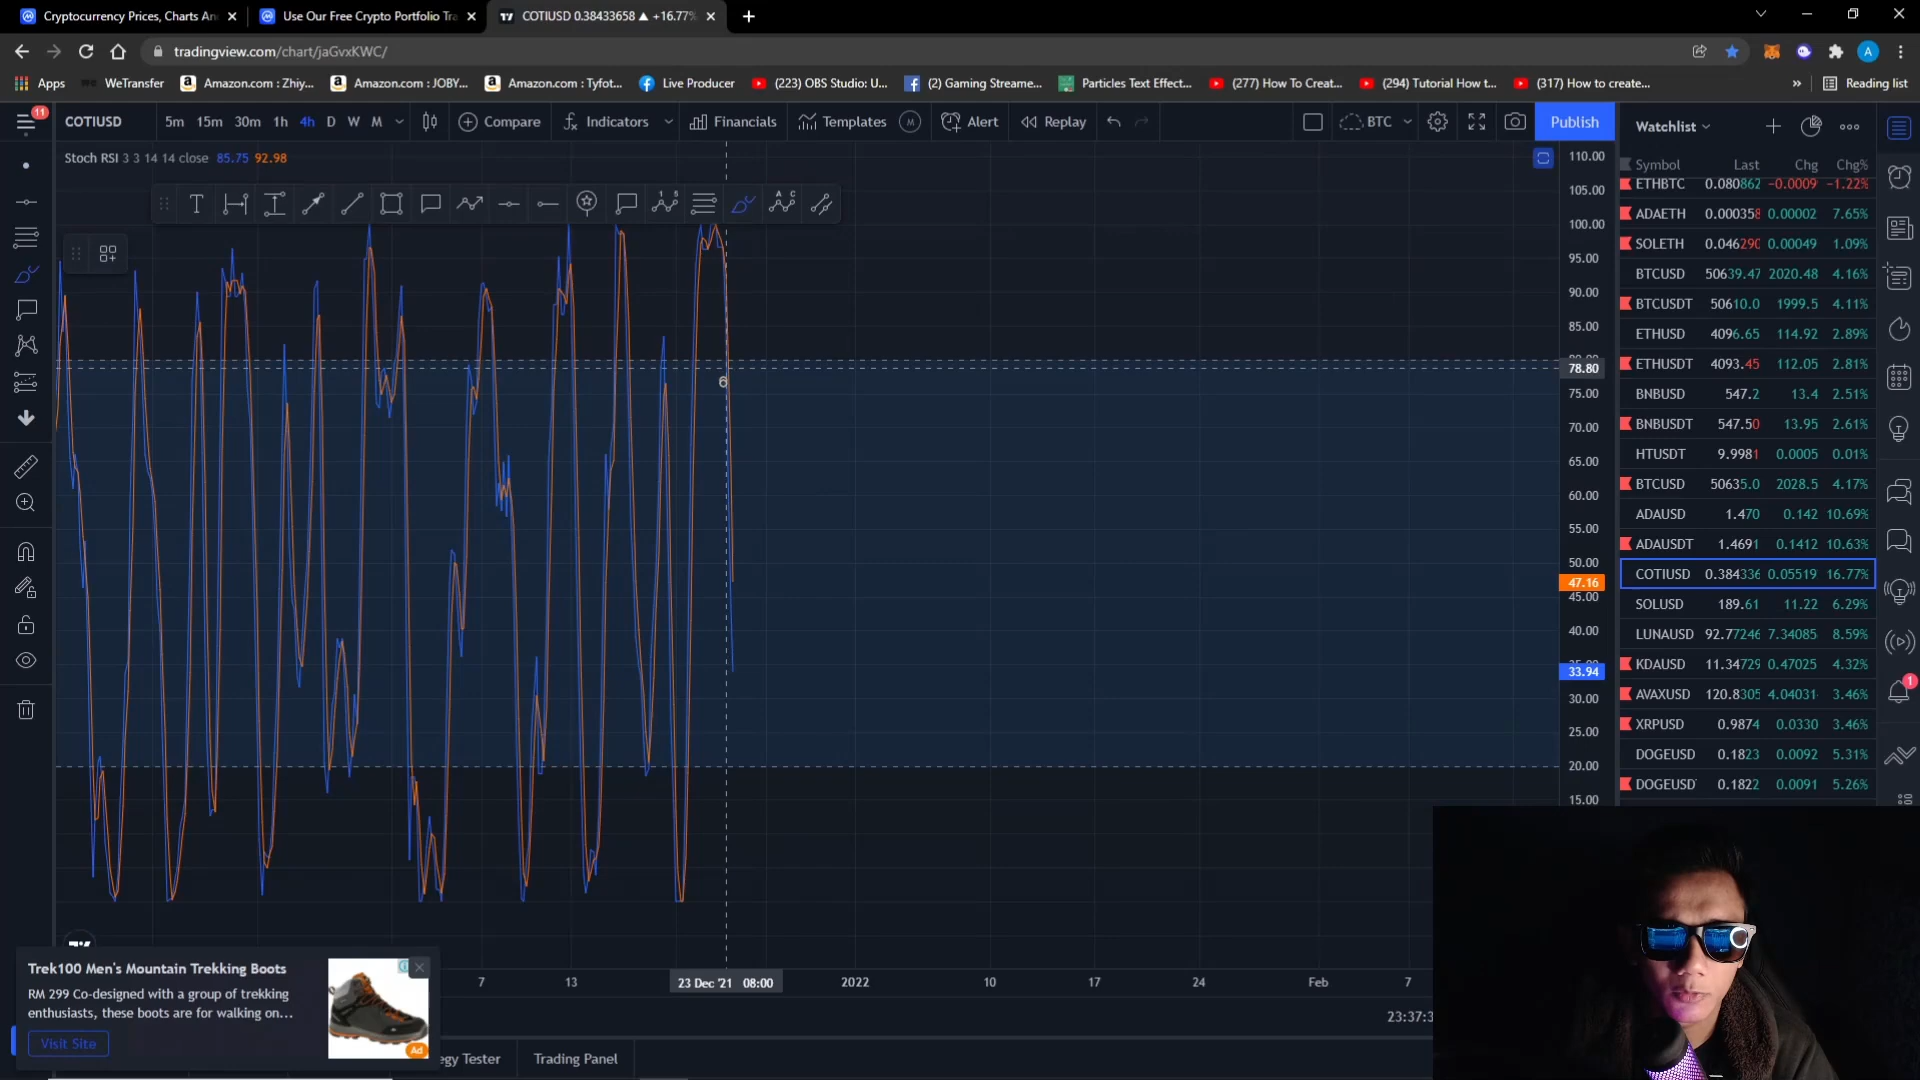 Cryptocurrency Prices, Charts An
Use Our Free Crypto Portfolio Tra
COTIUSD 0.38433658 ▲ +16.77%
tradingview.com/chart/jaGvxKWC/
Apps
WeTransfer
Amazon.com : Zhiy...
Amazon.com : JOBY...
Amazon.com : Tyfot...
Live Producer
(223) OBS Studio: U...
(2) Gaming Streame...
Particles Text Effect...
(277) How To Creat...
(294) Tutorial How t...
(317) How to create...
»
Reading list
11
COTIUSD
5m 15m 30m 1h 4h D W M
Compare
Indicators
Financials
Templates
M
Alert
Replay
BTC
Publish
Stoch RSI 3 3 14 14 close 85.75 92.98
110.00
105.00
100.00
95.00
90.00
85.00
78.80
75.00
70.00
65.00
60.00
55.00
50.00
47.16
45.00
40.00
33.94
30.00
25.00
20.00
15.00
Watchlist
Symbol Last Chg Chg%
ETHBTC 0.080862 −0.0009 −1.22%
ADAETH 0.000358 0.00002 7.65%
SOLETH 0.046290 0.00049 1.09%
BTCUSD 50639.47 2020.48 4.16%
BTCUSDT 50610.0 1999.5 4.11%
ETHUSD 4096.65 114.92 2.89%
ETHUSDT 4093.45 112.05 2.81%
BNBUSD 547.2 13.4 2.51%
BNBUSDT 547.50 13.95 2.61%
HTUSDT 9.9981 0.0005 0.01%
BTCUSD 50635.0 2028.5 4.17%
ADAUSD 1.470 0.142 10.69%
ADAUSDT 1.4691 0.1412 10.63%
COTIUSD 0.384336 0.05519 16.77%
SOLUSD 189.61 11.22 6.29%
LUNAUSD 92.77246 7.34085 8.59%
KDAUSD 11.34729 0.47025 4.32%
AVAXUSD 120.8305 4.04031 3.46%
XRPUSD 0.9874 0.0330 3.46%
DOGEUSD 0.1823 0.0092 5.31%
DOGEUSDT 0.1822 0.0091 5.26%
1
7
13
23 Dec '21 08:00
2022
10
17
24
Feb
7
23:37:3
Trek100 Men's Mountain Trekking Boots
RM 299 Co-designed with a group of trekking
enthusiasts, these boots are for walking on...
Visit Site
Ad
egy Tester
Trading Panel